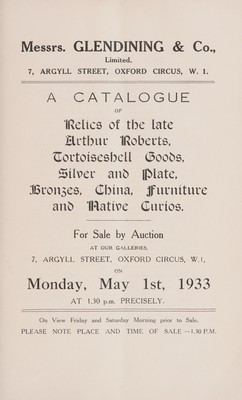 Messrs. GLENDINING & Co.,
Limited.
7, ARGYLL STREET, OXFORD CIRCUS, W. 1.
A CATALOGUE
OF
Relics of the late
Arthur Roberts,
Tortoiseshell Goods,
Silver and Plate,
Bronzes, China, Furniture
and Native Curios.
For Sale by Auction
AT OUR GALLERIES,
7, ARGYLL STREET, OXFORD CIRCUS, W.1,
ON
Monday, May 1st, 1933
AT 1.30 p.m. PRECISELY.
On View Friday and Saturday Morning prior to Sale.
PLEASE NOTE PLACE AND TIME OF SALE—1.30 P.M.